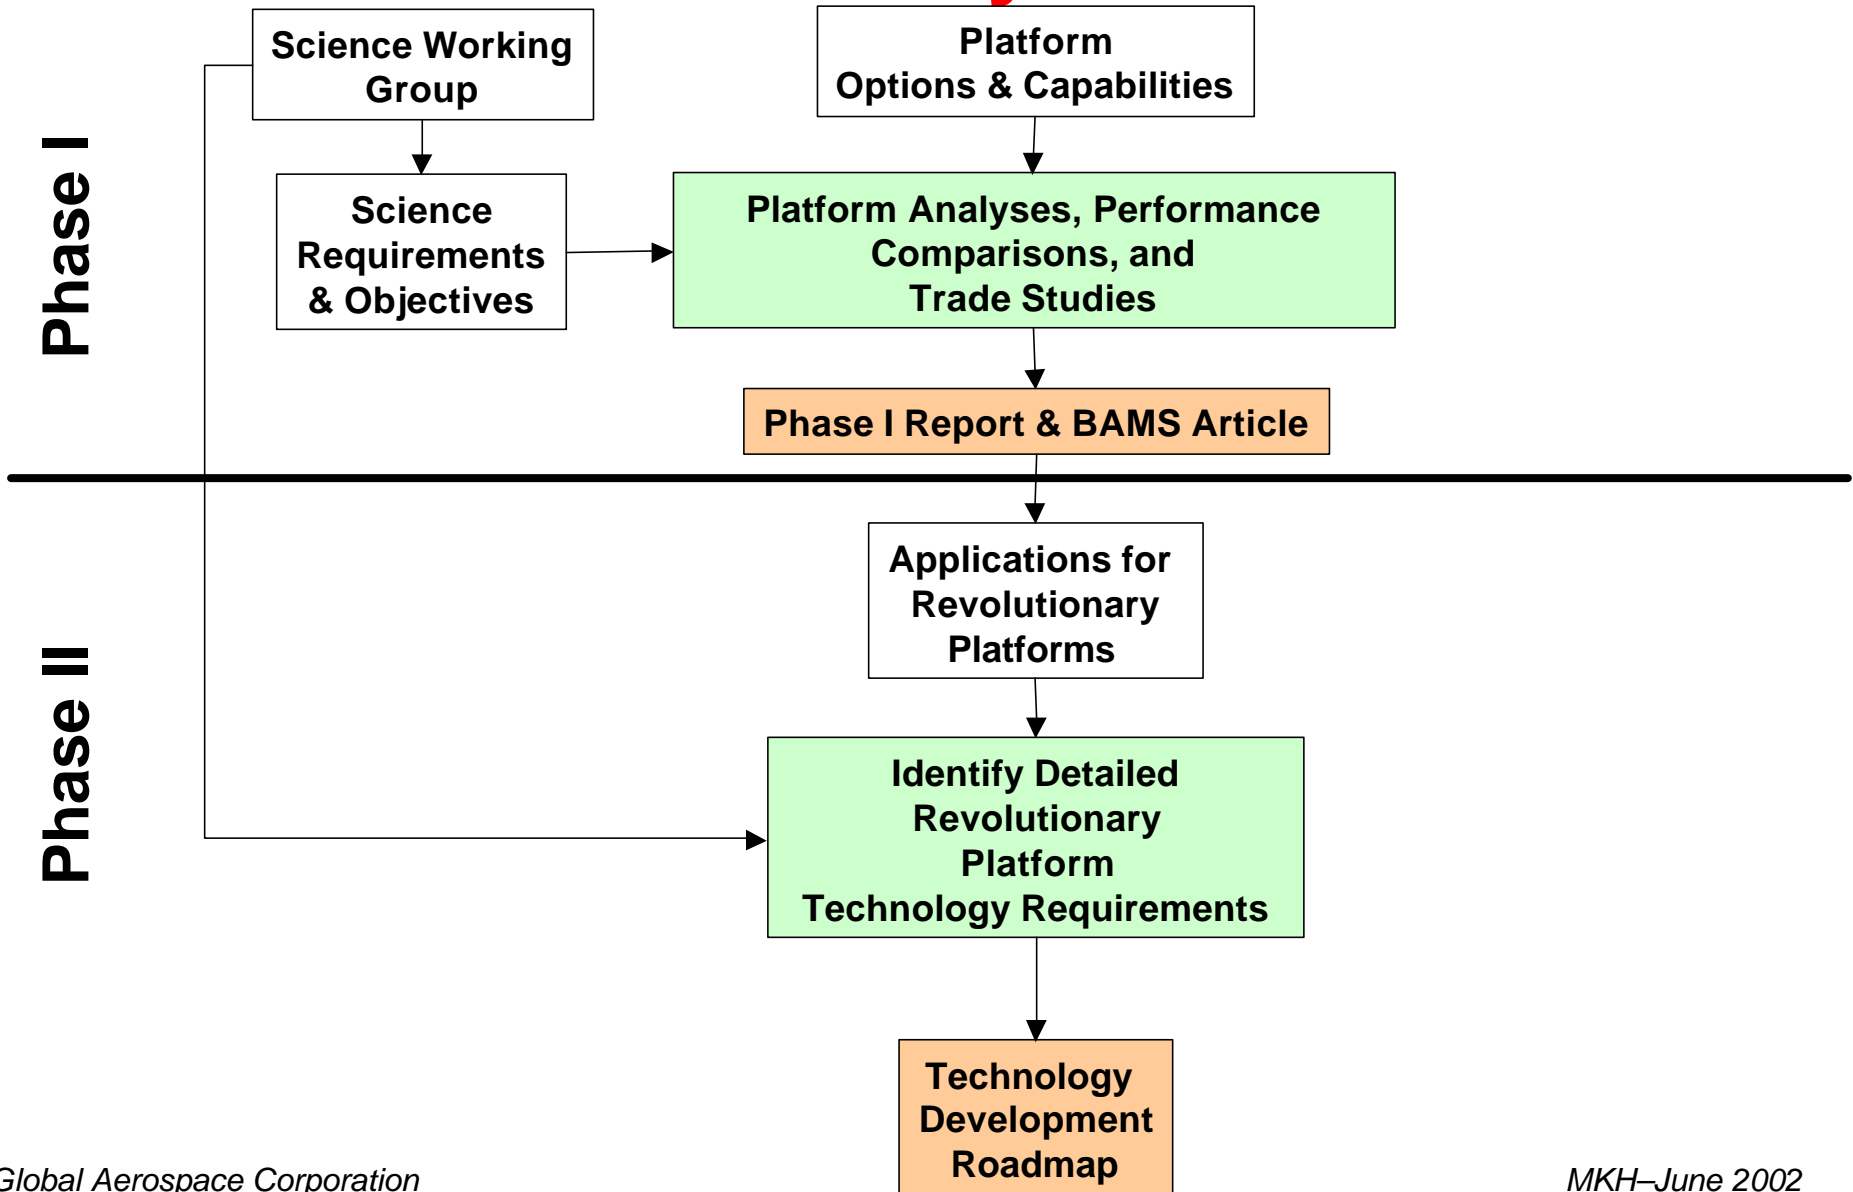 Science Working
Group
Platform
Options & Capabilities
Phase I
Science
Requirements
& Objectives
Platform Analyses, Performance
Comparisons, and
Trade Studies
Phase I Report & BAMS Article
Applications for
Revolutionary
Platforms
Phase II
Identify Detailed
Revolutionary
Platform
Technology Requirements
Technology
Development
Roadmap
Global Aerospace Corporation
MKH–June 2002